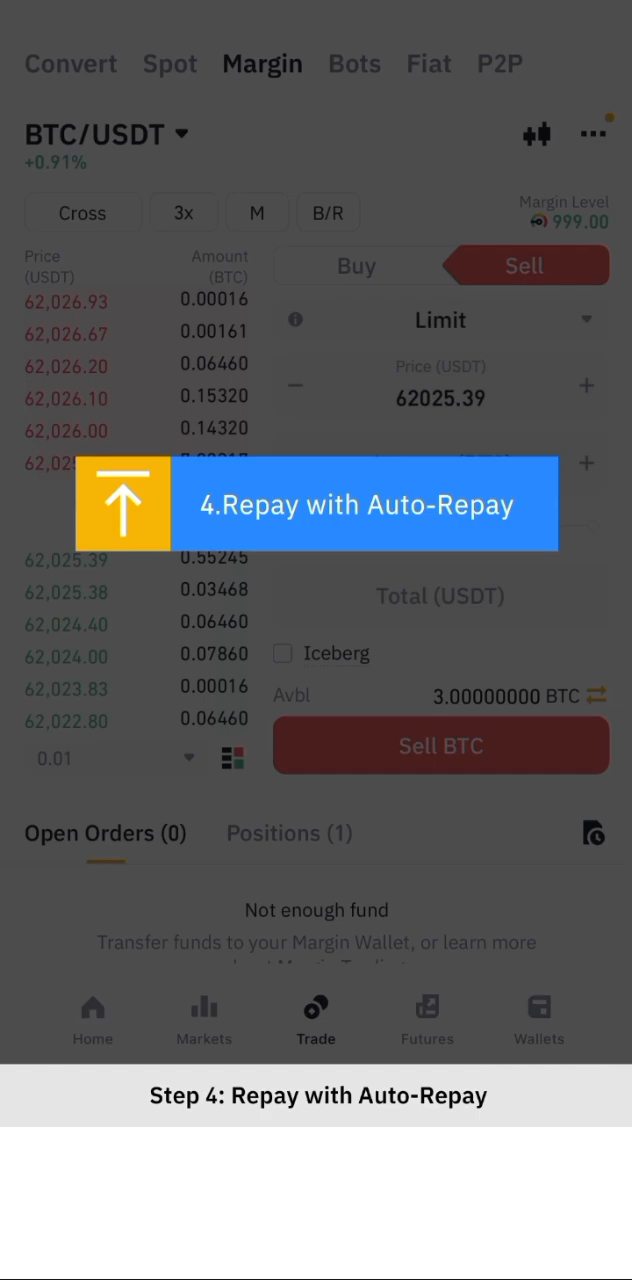 Convert Spot Margin Bots Fiat P2P
BTC/USDT
+0.91%
Cross 3x M B/R
Margin Level
999.00
Price Amount
(USDT) (BTC)
Buy Sell
62,026.93 0.00016
62,026.67 0.00161
Limit
62,026.20 0.06460
Price (USDT)
62,026.10 0.15320
62025.39
62,026.00 0.14320
4.Repay with Auto-Repay
62,025.39 0.55245
62,025.38 0.03468
Total (USDT)
62,024.40 0.06460
62,024.00 0.07860
Iceberg
62,023.83 0.00016
Avbl 3.00000000 BTC
62,022.80 0.06460
Sell BTC
0.01
Open Orders (0) Positions (1)
Not enough fund
Transfer funds to your Margin Wallet, or learn more
Home Markets Trade Futures Wallets
Step 4: Repay with Auto-Repay